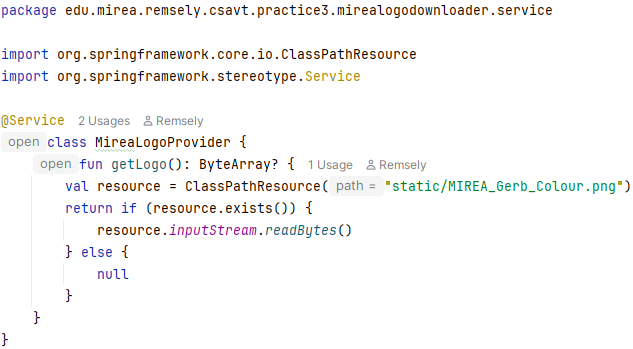 package edu.mirea.remsely.csavt.practice3.mirealogodownloader.service
import org.springframework.core.io.ClassPathResource
import org.springframework.stereotype.Service
@Service 2 Usages Remsely
open class MireaLogoProvider {
open fun getLogo(): ByteArray? { 1 Usage Remsely
val resource = ClassPathResource( path = "static/MIREA_Gerb_Colour.png")
return if (resource.exists()) {
resource.inputStream.readBytes()
} else {
null
}
}
}